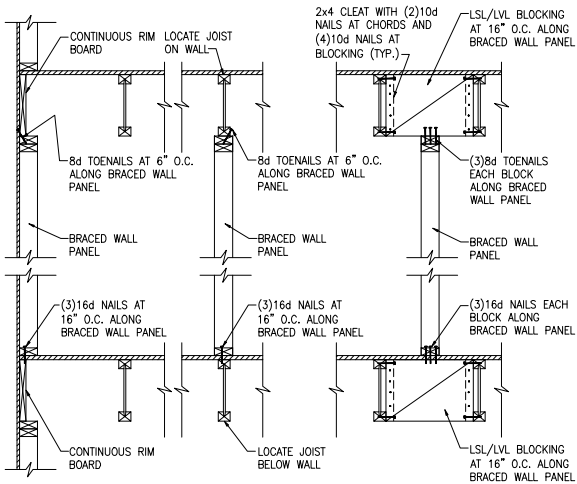 CONTINUOUS RIM
BOARD
LOCATE JOIST
ON WALL
2x4 CLEAT WITH (2)10d
NAILS AT CHORDS AND
(4)10d NAILS AT
BLOCKING (TYP.)
LSL/LVL BLOCKING
AT 16" O.C. ALONG
BRACED WALL PANEL
8d TOENAILS AT 6" O.C.
ALONG BRACED WALL
PANEL
8d TOENAILS AT 6" O.C.
ALONG BRACED WALL
PANEL
(3)8d TOENAILS
EACH BLOCK
ALONG BRACED
WALL PANEL
BRACED WALL
PANEL
BRACED WALL
PANEL
BRACED WALL
PANEL
(3)16d NAILS AT
16" O.C. ALONG
BRACED WALL PANEL
(3)16d NAILS AT
16" O.C. ALONG
BRACED WALL PANEL
(3)16d NAILS EACH
BLOCK ALONG
BRACED WALL PANEL
CONTINUOUS RIM
BOARD
LOCATE JOIST
BELOW WALL
LSL/LVL BLOCKING
AT 16" O.C. ALONG
BRACED WALL PANEL